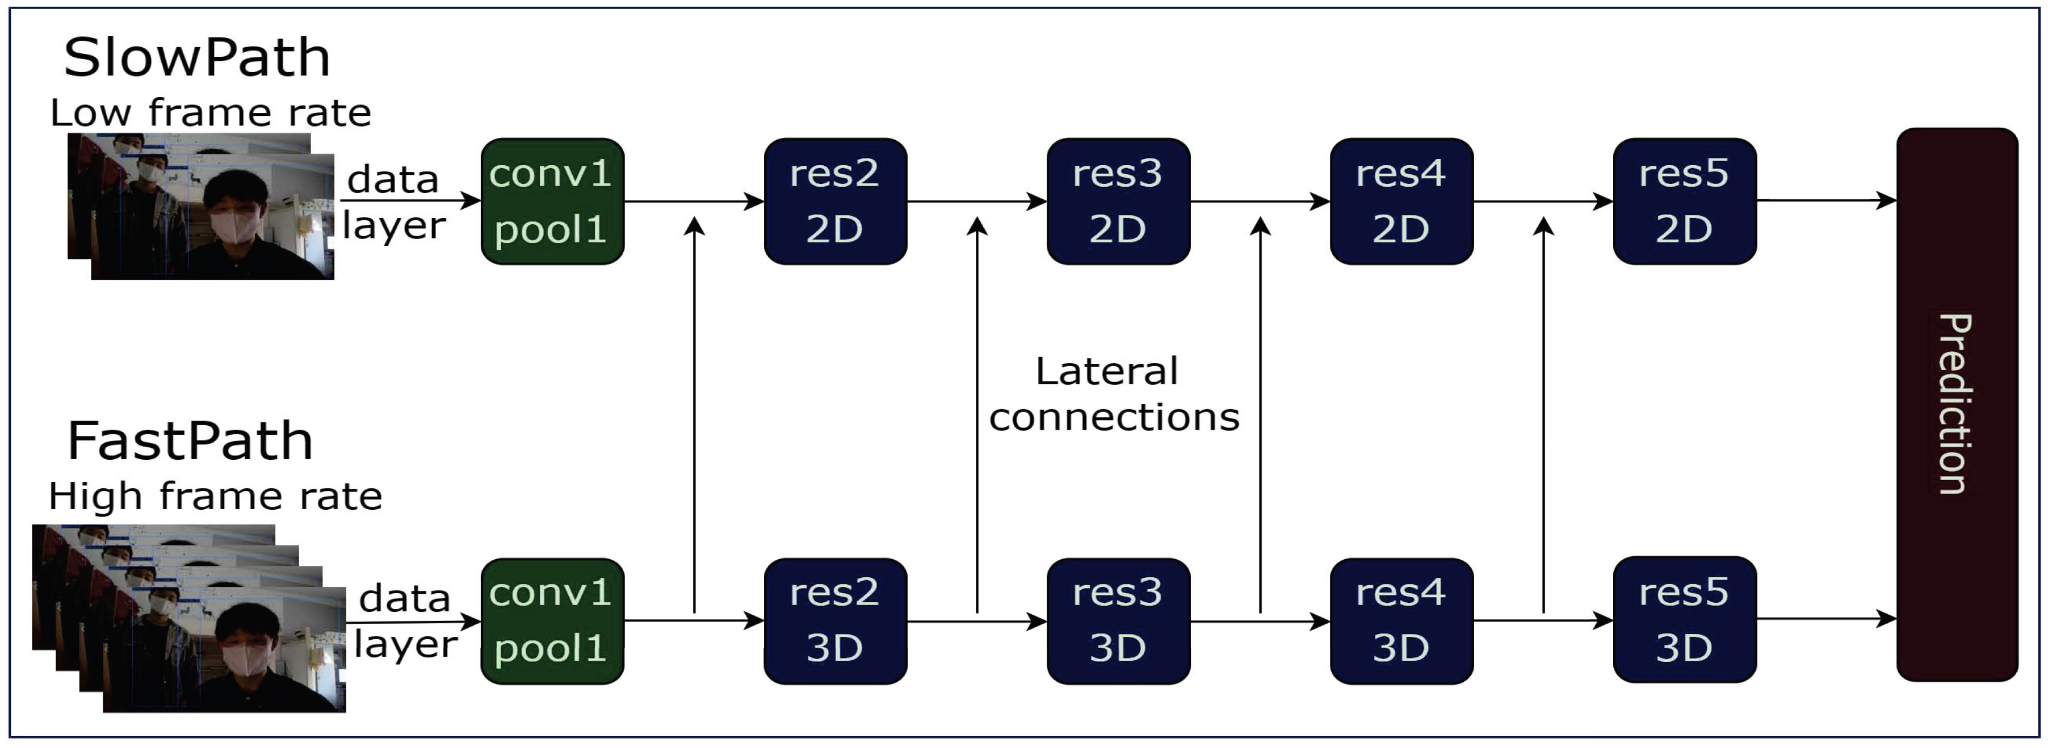 SlowPath
Low frame rate
data
layer
conv1
pool1
res2
2D
res3
2D
res4
2D
res5
2D
Prediction
Lateral
connections
FastPath
High frame rate
data
layer
conv1
pool1
res2
3D
res3
3D
res4
3D
res5
3D